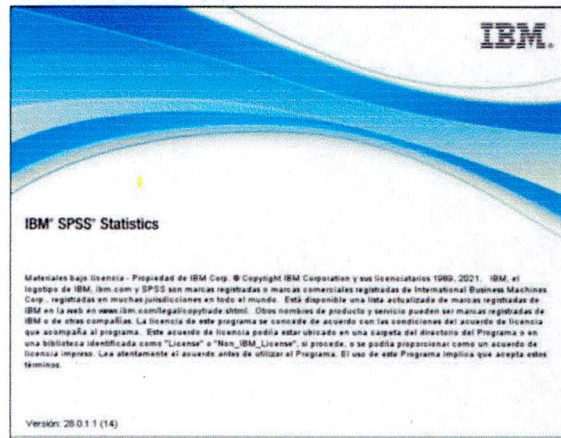 IBM.
IBM® SPSS® Statistics
Materiales bajo licencia - Propiedad de IBM Corp. © Copyright IBM Corporation y sus licenciatarios 1989, 2021. IBM, el
logotipo de IBM, ibm.com y SPSS son marcas registradas o marcas comerciales registradas de International Business Machines
Corp., registradas en muchas jurisdicciones en todo el mundo. Está disponible una lista actualizada de marcas registradas de
IBM en la web en www.ibm.com/legal/copytrade.shtml. Otros nombres de producto y servicio pueden ser marcas registradas de
IBM o de otras compañías. La licencia de este programa se concede de acuerdo con las condiciones del acuerdo de licencia
que acompaña al programa. Este acuerdo de licencia podría estar ubicado en una carpeta del directorio del Programa o en
una biblioteca identificada como "License" o "Non_IBM_License", si procede, o se podría proporcionar como un acuerdo de
licencia impreso. Lea atentamente el acuerdo antes de utilizar el Programa. El uso de este Programa implica que acepta estos
términos.
Versión: 28.0.1.1 (14)